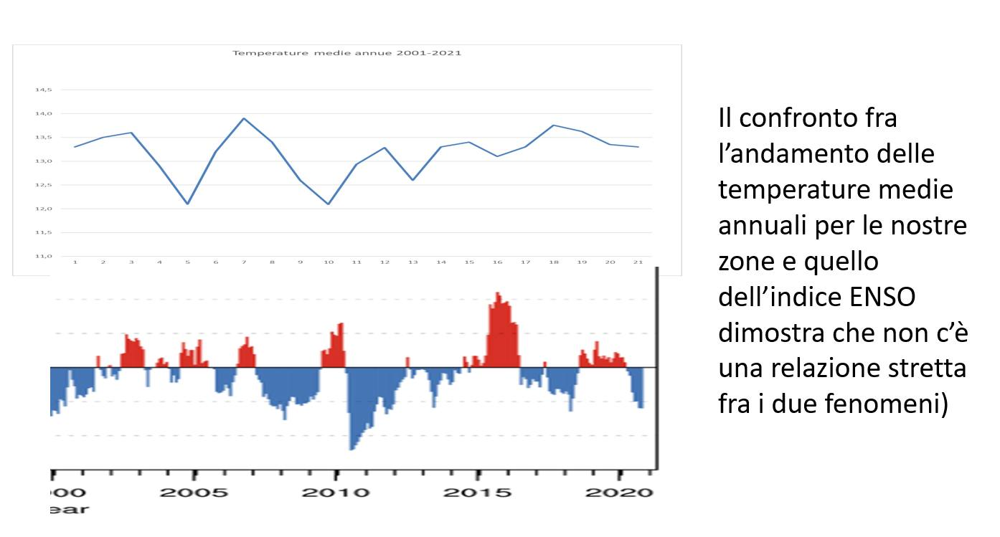 Temperature medie annue 2001-2021
14,5
14,0
13,5
13,0
12,5
12,0
11,5
11,0
1 2 3 4 5 6 7 8 9 10 11 12 13 14 15 16 17 18 19 20 21
00 2005 2010 2015 2020
ear
Il confronto fra
l’andamento delle
temperature medie
annuali per le nostre
zone e quello
dell’indice ENSO
dimostra che non c’è
una relazione stretta
fra i due fenomeni)